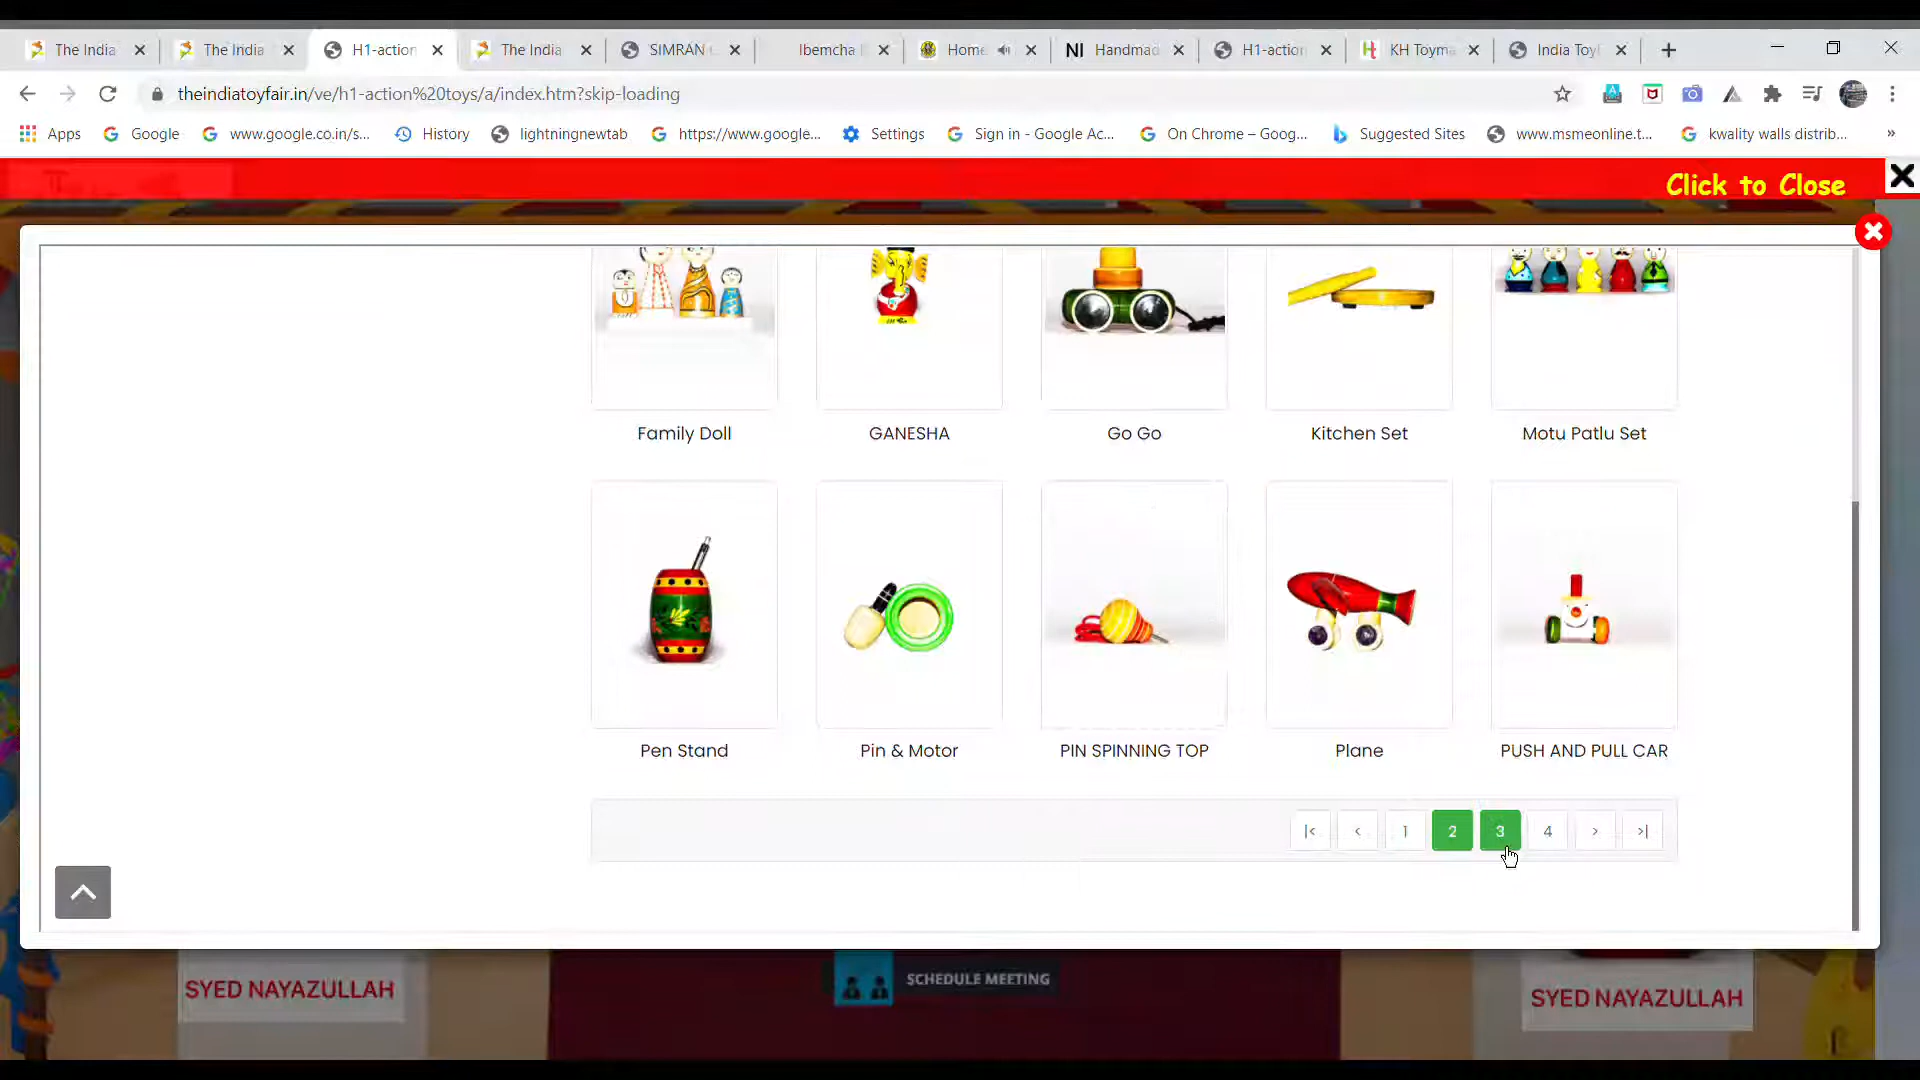 The India
The India
H1-action
The India
SIMRAN
Ibemcha
Home
Handmad
H1-action
KH Toyma
India Toy
theindiatoyfair.in/ve/h1-action%20toys/a/index.htm?skip-loading
Apps
Google
www.google.co.in/s...
History
lightningnewtab
https://www.google...
Settings
Sign in - Google Ac...
On Chrome – Goog...
Suggested Sites
www.msmeonline.t...
kwality walls distrib...
»
Click to Close
Family Doll
GANESHA
Go Go
Kitchen Set
Motu Patlu Set
Pen Stand
Pin & Motor
PIN SPINNING TOP
Plane
PUSH AND PULL CAR
|< < 1 2 3 4 > >|
SYED NAYAZULLAH
SCHEDULE MEETING
SYED NAYAZULLAH